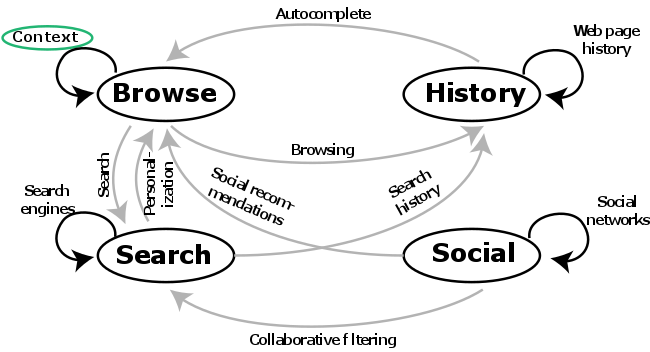 Autocomplete
Context
Web page
history
Browse
History
Browsing
Search
Personal-
ization
Social recom-
mendations
Search
history
Search
engines
Social
networks
Search
Social
Collaborative filtering